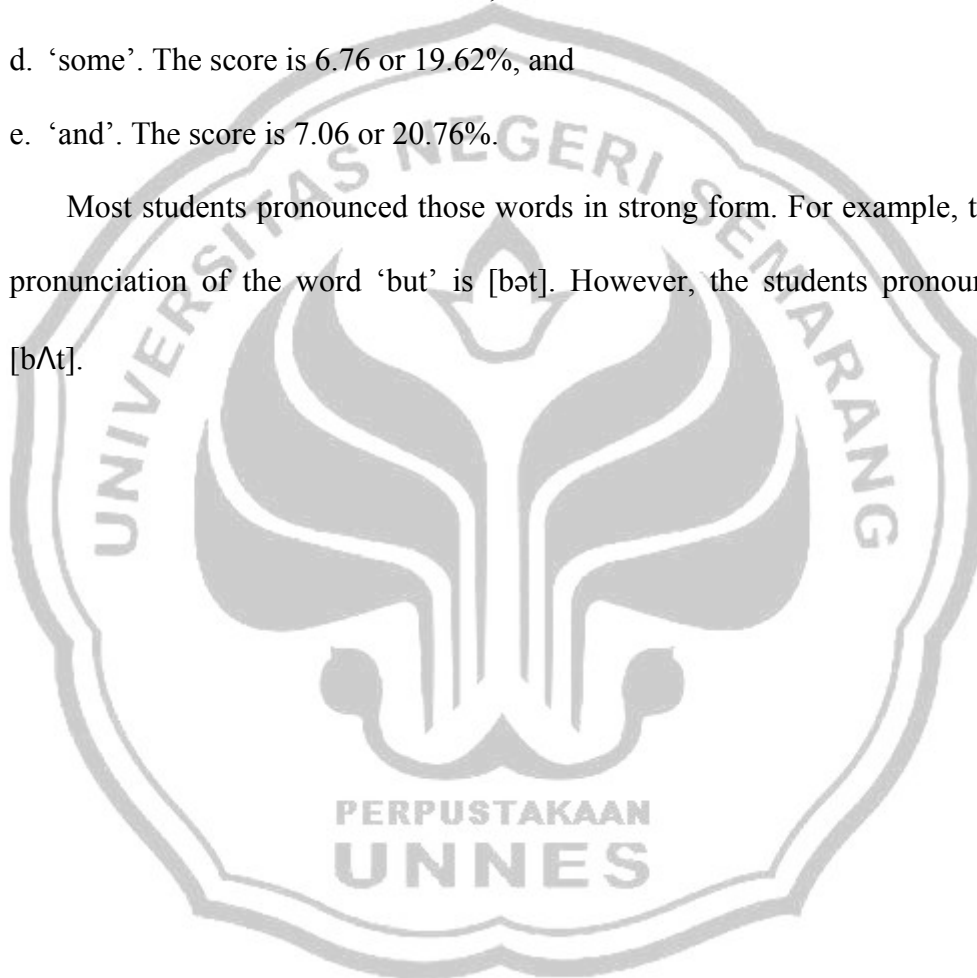 d. ‘some’. The score is 6.76 or 19.62%, and
e. ‘and’. The score is 7.06 or 20.76%.
Most students pronounced those words in strong form. For example,
pronunciation of the word ‘but’ is [bət]. However, the students
[bɅt].
UNIVERSITAS NEGERI SEMARANG
PERPUSTAKAAN
UNNES